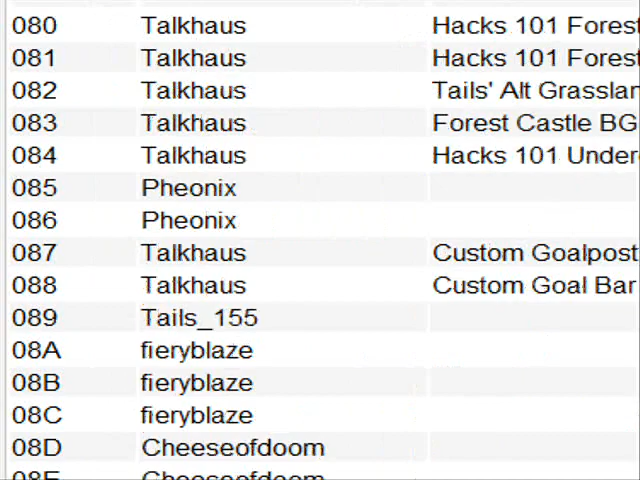 080 Talkhaus Hacks 101 Forest
081 Talkhaus Hacks 101 Forest
082 Talkhaus Tails' Alt Grasslan
083 Talkhaus Forest Castle BG
084 Talkhaus Hacks 101 Under
085 Pheonix
086 Pheonix
087 Talkhaus Custom Goalpost
088 Talkhaus Custom Goal Bar
089 Tails_155
08A fieryblaze
08B fieryblaze
08C fieryblaze
08D Cheeseofdoom
08E Cheeseofdoom